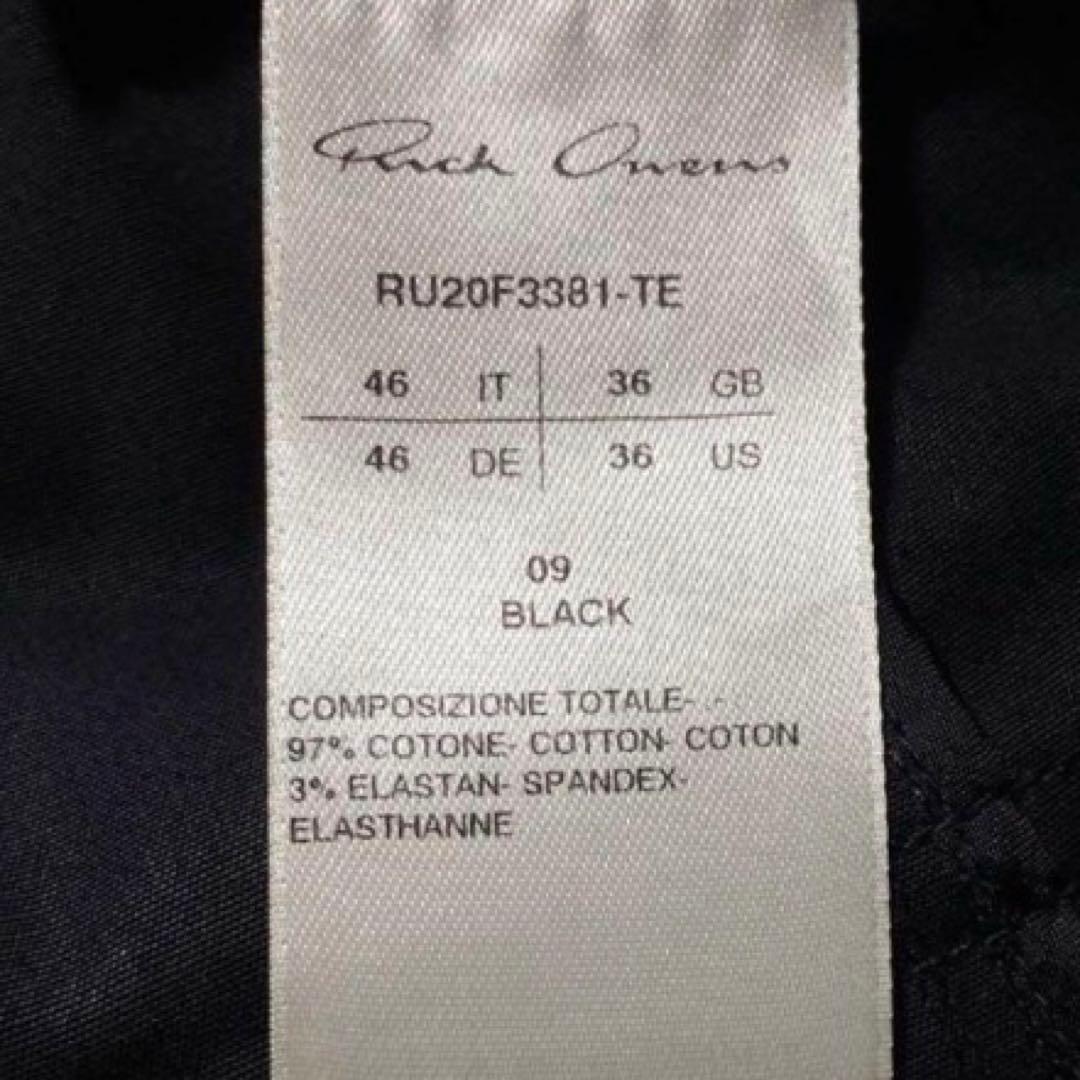 Rick Owens
RU20F3381-TE
46 IT 36 GB
46 DE 36 US
09
BLACK
COMPOSIZIONE TOTALE- .-
97% COTONE- COTTON- COTON
3% ELASTAN- SPANDEX-
ELASTHANNE